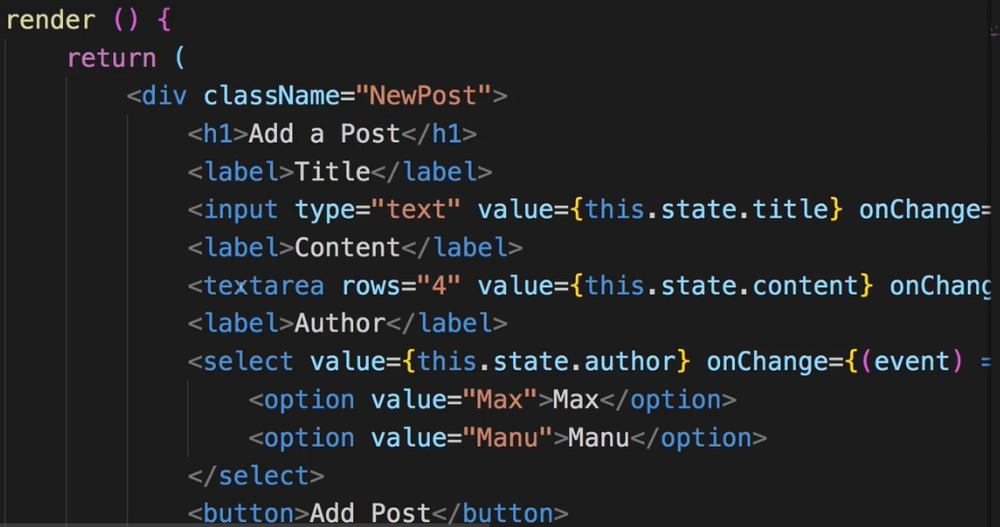 render () {
return (
<div className="NewPost">
<h1>Add a Post</h1>
<label>Title</label>
<input type="text" value={this.state.title} onChange=
<label>Content</label>
<textarea rows="4" value={this.state.content} onChang
<label>Author</label>
<select value={this.state.author} onChange={(event) =
<option value="Max">Max</option>
<option value="Manu">Manu</option>
</select>
<button>Add Post</button>